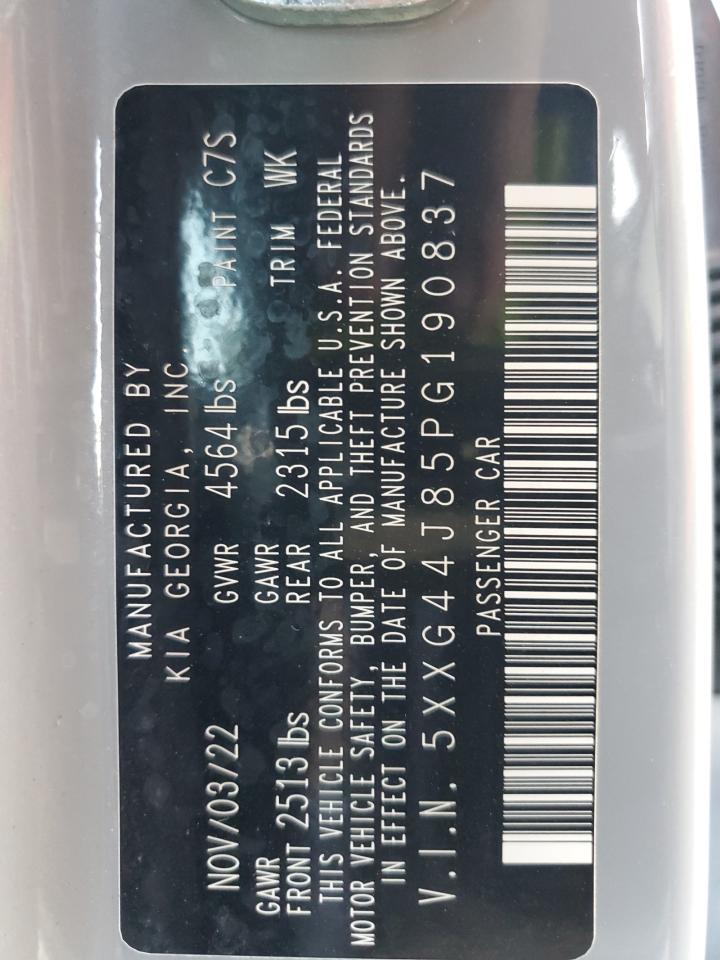 MANUFACTURED BY
KIA GEORGIA, INC.
NOV/03/22 GVWR 4564 lbs PAINT C7S
GAWR GAWR
FRONT 2513 lbs REAR 2315 lbs TRIM WK
THIS VEHICLE CONFORMS TO ALL APPLICABLE U.S.A. FEDERAL
MOTOR VEHICLE SAFETY, BUMPER, AND THEFT PREVENTION STANDARDS
IN EFFECT ON THE DATE OF MANUFACTURE SHOWN ABOVE.
V.I.N. 5XXG44J85PG190837
PASSENGER CAR